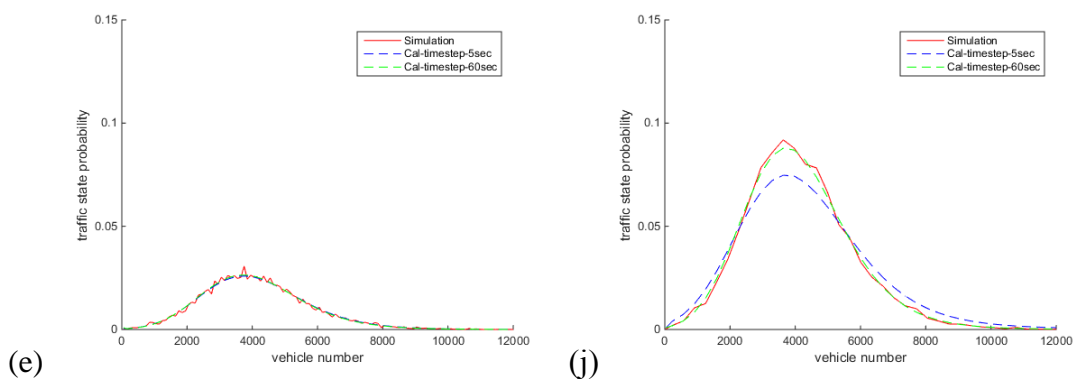 0.15
0.1
0.05
0
traffic state probability
Simulation
Cal-timestep-5sec
Cal-timestep-60sec
0 2000 4000 6000 8000 10000 12000
vehicle number
(e)
0.15
0.1
0.05
0
traffic state probability
Simulation
Cal-timestep-5sec
Cal-timestep-60sec
0 2000 4000 6000 8000 10000 12000
vehicle number
(j)